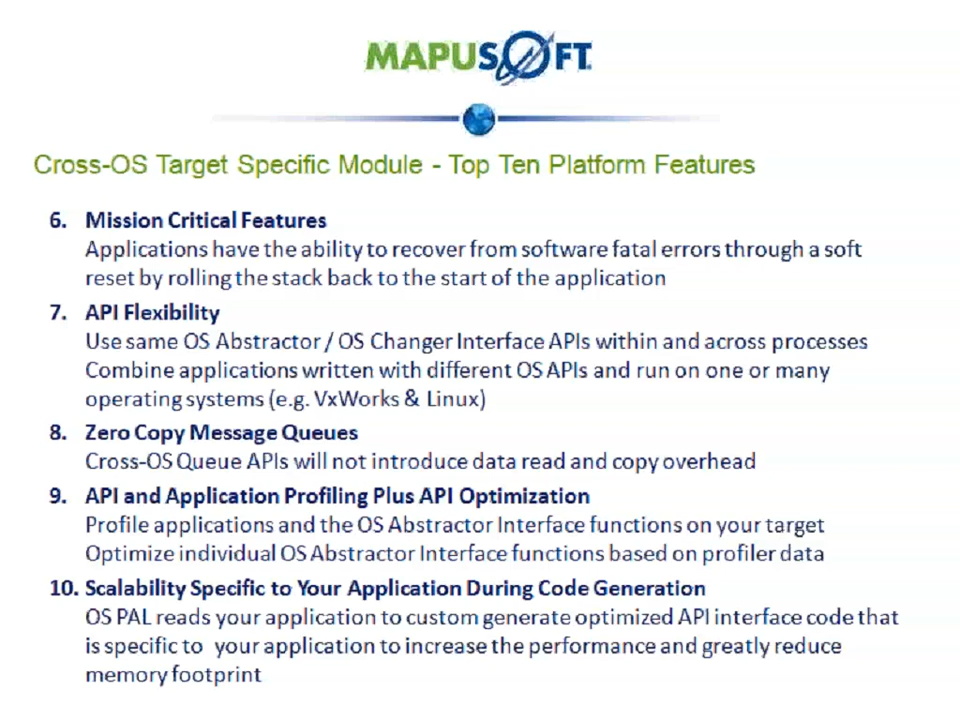 MAPUSOFT
Cross-OS Target Specific Module - Top Ten Platform Features
6. Mission Critical Features
Applications have the ability to recover from software fatal errors through a soft
reset by rolling the stack back to the start of the application
7. API Flexibility
Use same OS Abstractor / OS Changer Interface APIs within and across processes
Combine applications written with different OS APIs and run on one or many
operating systems (e.g. VxWorks & Linux)
8. Zero Copy Message Queues
Cross-OS Queue APIs will not introduce data read and copy overhead
9. API and Application Profiling Plus API Optimization
Profile applications and the OS Abstractor Interface functions on your target
Optimize individual OS Abstractor Interface functions based on profiler data
10. Scalability Specific to Your Application During Code Generation
OS PAL reads your application to custom generate optimized API interface code that
is specific to your application to increase the performance and greatly reduce
memory footprint